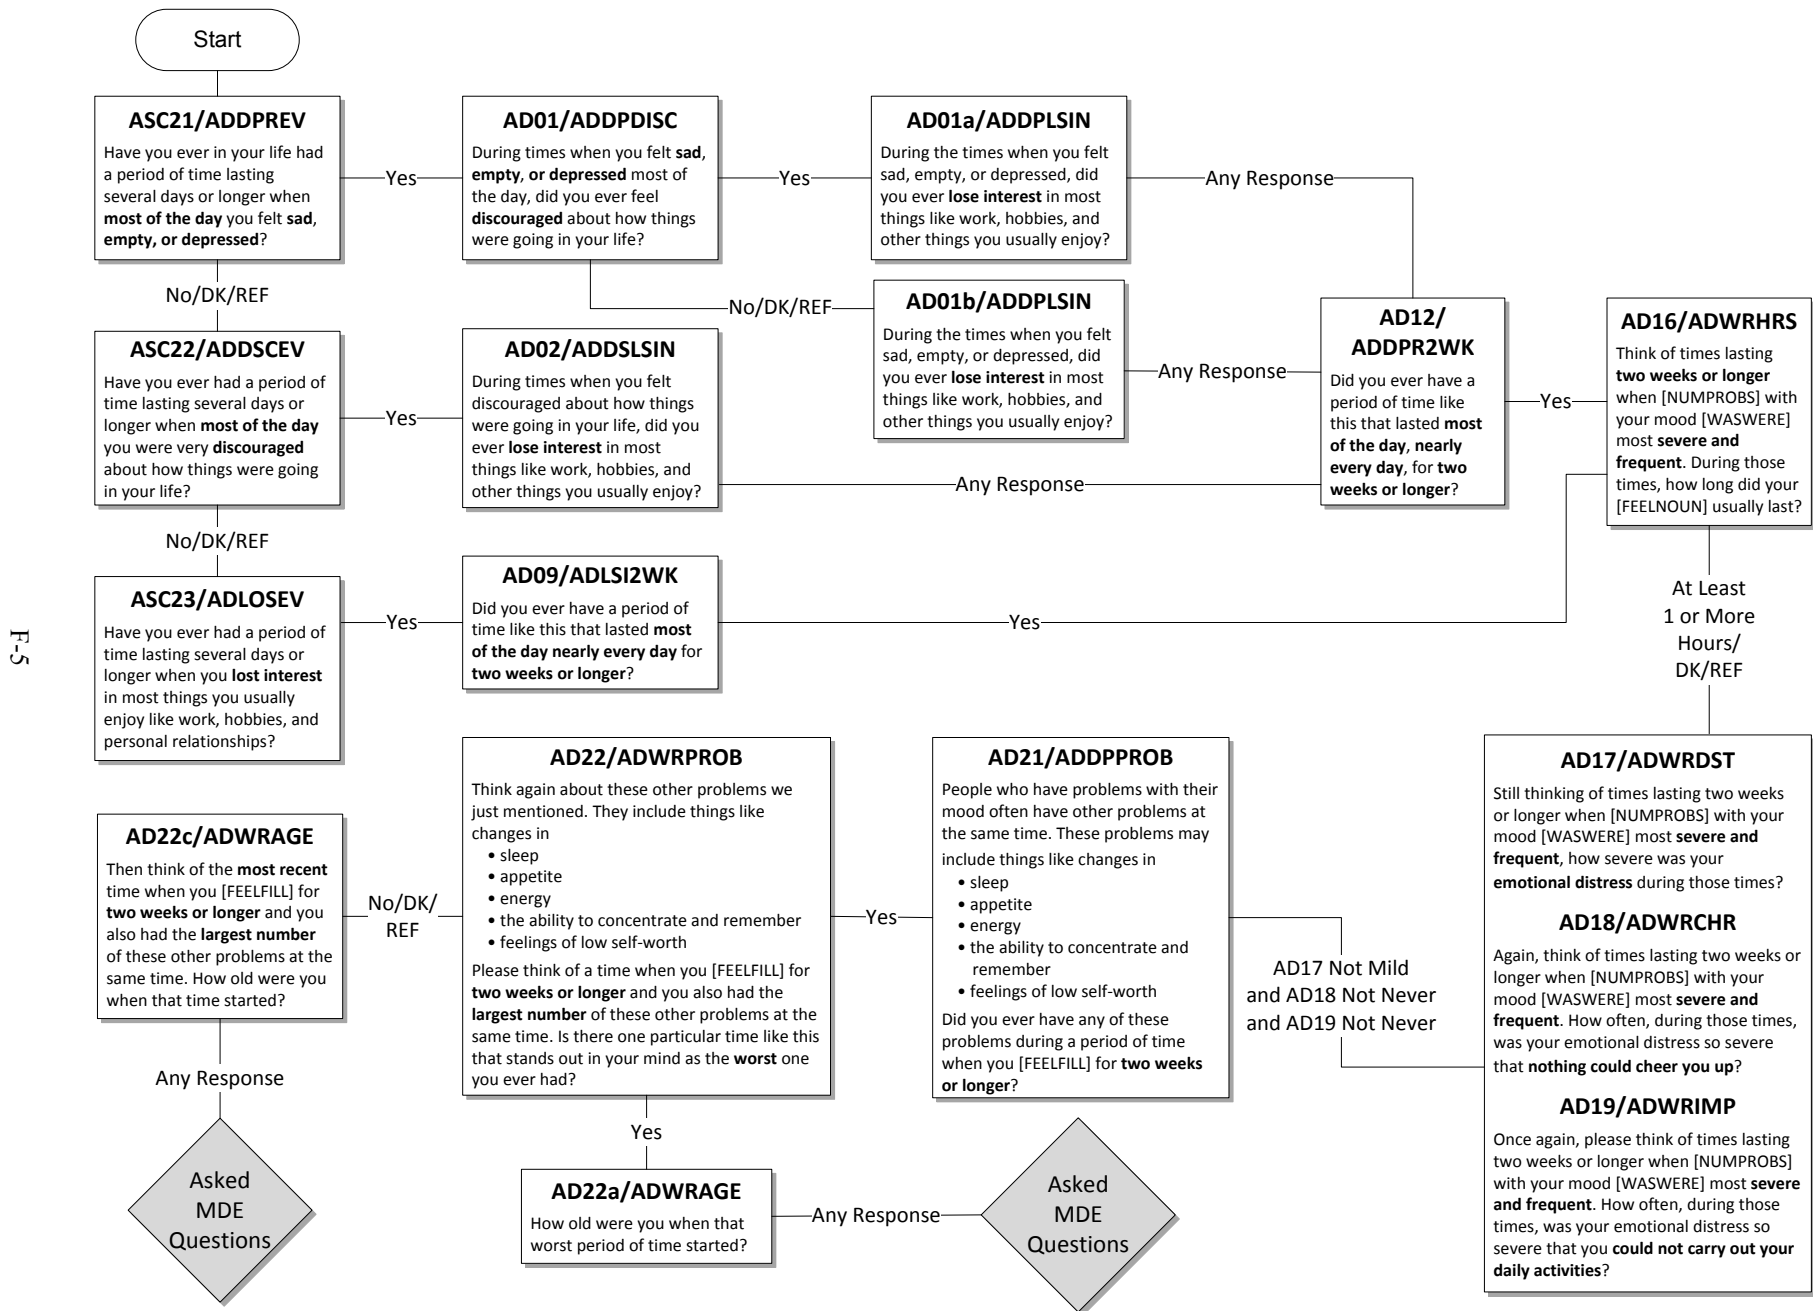 Start
ASC21/ADDPREV
Have you ever in your life had
a period of time lasting
several days or longer when
most of the day you felt sad,
empty, or depressed?
Yes
AD01/ADDPDISC
During times when you felt sad,
empty, or depressed most of
the day, did you ever feel
discouraged about how things
were going in your life?
Yes
AD01a/ADDPLSIN
During the times when you felt
sad, empty, or depressed, did
you ever lose interest in most
things like work, hobbies, and
other things you usually enjoy?
Any Response
No/DK/REF
No/DK/REF
AD01b/ADDPLSIN
During the times when you felt
sad, empty, or depressed, did
you ever lose interest in most
things like work, hobbies, and
other things you usually enjoy?
Any Response
ASC22/ADDSCEV
Have you ever had a period of
time lasting several days or
longer when most of the day
you were very discouraged
about how things were going
in your life?
Yes
AD02/ADDSLSIN
During times when you felt
discouraged about how things
were going in your life, did you
ever lose interest in most
things like work, hobbies, and
other things you usually enjoy?
Any Response
AD12/
ADDPR2WK
Did you ever have a
period of time like
this that lasted most
of the day, nearly
every day, for two
weeks or longer?
Yes
AD16/ADWRHRS
Think of times lasting
two weeks or longer
when [NUMPROBS] with
your mood [WASWERE]
most severe and
frequent. During those
times, how long did your
[FEELNOUN] usually last?
No/DK/REF
ASC23/ADLOSEV
Have you ever had a period of
time lasting several days or
longer when you lost interest
in most things you usually
enjoy like work, hobbies, and
personal relationships?
Yes
AD09/ADLSI2WK
Did you ever have a period of
time like this that lasted most
of the day nearly every day for
two weeks or longer?
Yes
At Least
1 or More
Hours/
DK/REF
F-5
AD22c/ADWRAGE
Then think of the most recent
time when you [FEELFILL] for
two weeks or longer and you
also had the largest number
of these other problems at the
same time. How old were you
when that time started?
No/DK/
REF
AD22/ADWRPROB
Think again about these other problems we
just mentioned. They include things like
changes in
• sleep
• appetite
• energy
• the ability to concentrate and remember
• feelings of low self-worth
Please think of a time when you [FEELFILL] for
two weeks or longer and you also had the
largest number of these other problems at the
same time. Is there one particular time like this
that stands out in your mind as the worst one
you ever had?
Yes
AD21/ADDPPROB
People who have problems with their
mood often have other problems at
the same time. These problems may
include things like changes in
• sleep
• appetite
• energy
• the ability to concentrate and
remember
• feelings of low self-worth
Did you ever have any of these
problems during a period of time
when you [FEELFILL] for two weeks
or longer?
AD17 Not Mild
and AD18 Not Never
and AD19 Not Never
AD17/ADWRDST
Still thinking of times lasting two weeks
or longer when [NUMPROBS] with your
mood [WASWERE] most severe and
frequent, how severe was your
emotional distress during those times?
AD18/ADWRCHR
Again, think of times lasting two weeks or
longer when [NUMPROBS] with your
mood [WASWERE] most severe and
frequent. How often, during those times,
was your emotional distress so severe
that nothing could cheer you up?
AD19/ADWRIMP
Once again, please think of times lasting
two weeks or longer when [NUMPROBS]
with your mood [WASWERE] most severe
and frequent. How often, during those
times, was your emotional distress so
severe that you could not carry out your
daily activities?
Any Response
Asked
MDE
Questions
Yes
AD22a/ADWRAGE
How old were you when that
worst period of time started?
Any Response
Asked
MDE
Questions